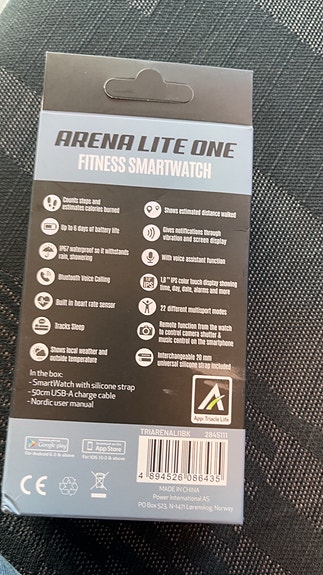 ARENA LITE ONE
FITNESS SMARTWATCH
Counts steps and
estimates calories burned
Shows estimated distance walked
Up to 6 days of battery life
Gives notifications through
vibration and screen display
IP67 waterproof so it withstands
rain, showering
With voice assistant function
Bluetooth Voice Calling
1.8" IPS color touch display showing
time, day, date, alarms and more
Built in heart rate sensor
22 different multisport modes
Tracks Sleep
Remote function from the watch
to control camera shutter &
music control on the smartphone
Shows local weather and
outside temperature
Interchangeable 20 mm
universal silicone strap included
In the box:
- SmartWatch with silicone strap
- 50cm USB-A charge cable
- Nordic user manual
App: Triacle Life
Google play
App Store
TRIARENAL11BK 2845111
4 894526 086435
MADE IN CHINA
Power International AS
PO Box 523, N-1471 Lørenskog, Norway
CE